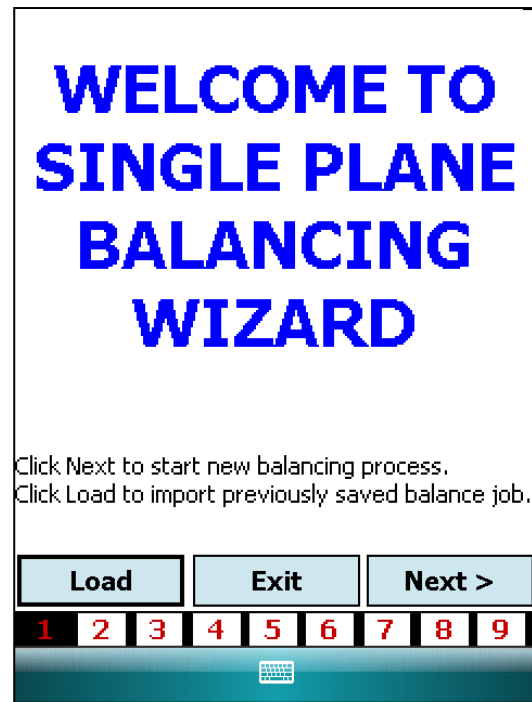 WELCOME TO
SINGLE PLANE
BALANCING
WIZARD
Click Next to start new balancing process.
Click Load to import previously saved balance job.
Load Exit Next >
1 2 3 4 5 6 7 8 9